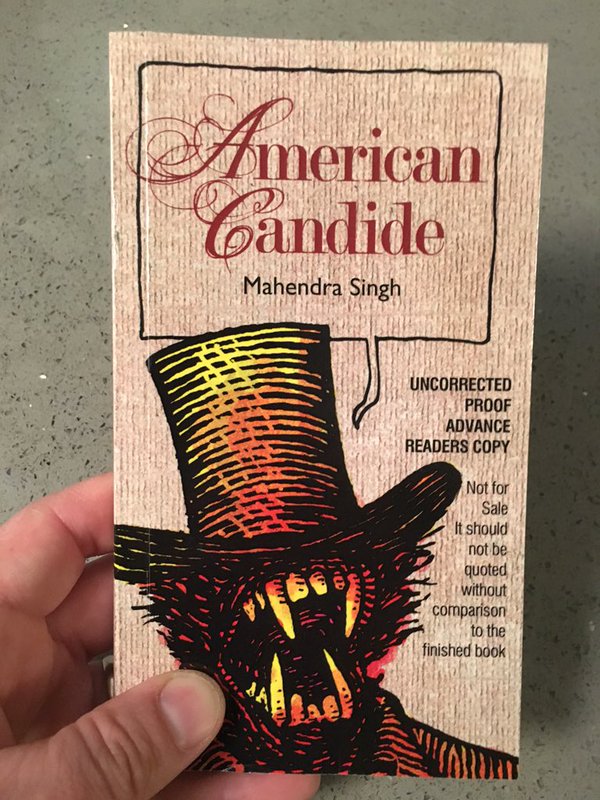 American
Candide
Mahendra Singh
UNCORRECTED
PROOF
ADVANCE
READERS COPY
Not for
Sale
It should
not be
quoted
without
comparison
to the
finished book